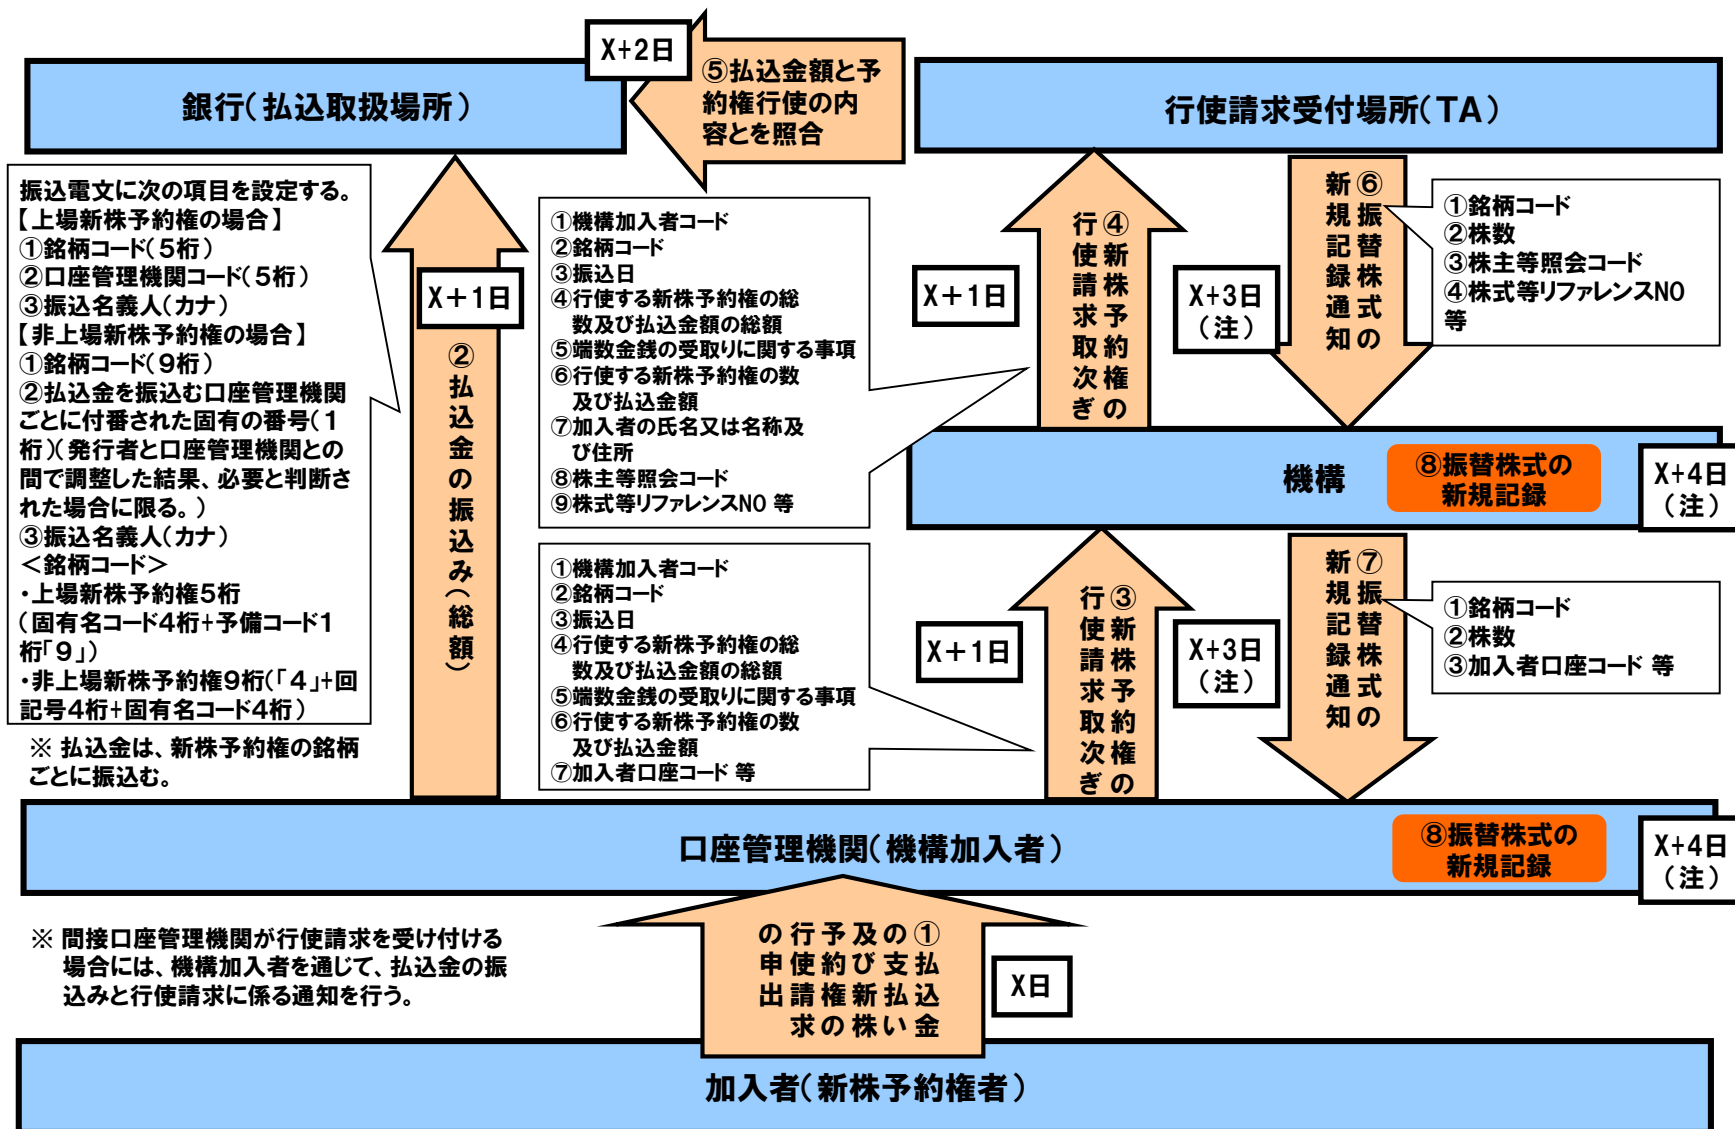 X+2日
⑤払込金額と予
約権行使の内
容とを照合
銀行(払込取扱場所)
行使請求受付場所(TA)
振込電文に次の項目を設定する。
【上場新株予約権の場合】
①銘柄コード(5桁)
②口座管理機関コード(5桁)
③振込名義人(カナ)
【非上場新株予約権の場合】
①銘柄コード(9桁)
②払込金を振込む口座管理機関
ごとに付番された固有の番号(1
桁)(発行者と口座管理機関との
間で調整した結果、必要と判断さ
れた場合に限る。)
③振込名義人(カナ)
<銘柄コード>
・上場新株予約権5桁
(固有名コード4桁+予備コード1
桁「9」)
・非上場新株予約権9桁(「4」+回
記号4桁+固有名コード4桁)
※ 払込金は、新株予約権の銘柄
ごとに振込む。
X+1日
②払込金の振込み(総額)
①機構加入者コード
②銘柄コード
③振込日
④行使する新株予約権の総
数及び払込金額の総額
⑤端数金銭の受取りに関する事項
⑥行使する新株予約権の数
及び払込金額
⑦加入者の氏名又は名称及
び住所
⑧株主等照会コード
⑨株式等リファレンスNO 等
X+1日
④新株予約権の
行使請求取次ぎ
X+3日
(注)
⑥振替株式の
新規記録通知
①銘柄コード
②株数
③株主等照会コード
④株式等リファレンスNO
等
機構
⑧振替株式の
新規記録
X+4日
(注)
①機構加入者コード
②銘柄コード
③振込日
④行使する新株予約権の総
数及び払込金額の総額
⑤端数金銭の受取りに関する事項
⑥行使する新株予約権の数
及び払込金額
⑦加入者口座コード 等
X+1日
③新株予約権の
行使請求取次ぎ
X+3日
(注)
⑦振替株式の
新規記録通知
①銘柄コード
②株数
③加入者口座コード 等
口座管理機関(機構加入者)
⑧振替株式の
新規記録
X+4日
(注)
※ 間接口座管理機関が行使請求を受け付ける
場合には、機構加入者を通じて、払込金の振
込みと行使請求に係る通知を行う。
①払込金
の支払い
及び新株
予約権の
行使請求
の申出
X日
加入者(新株予約権者)